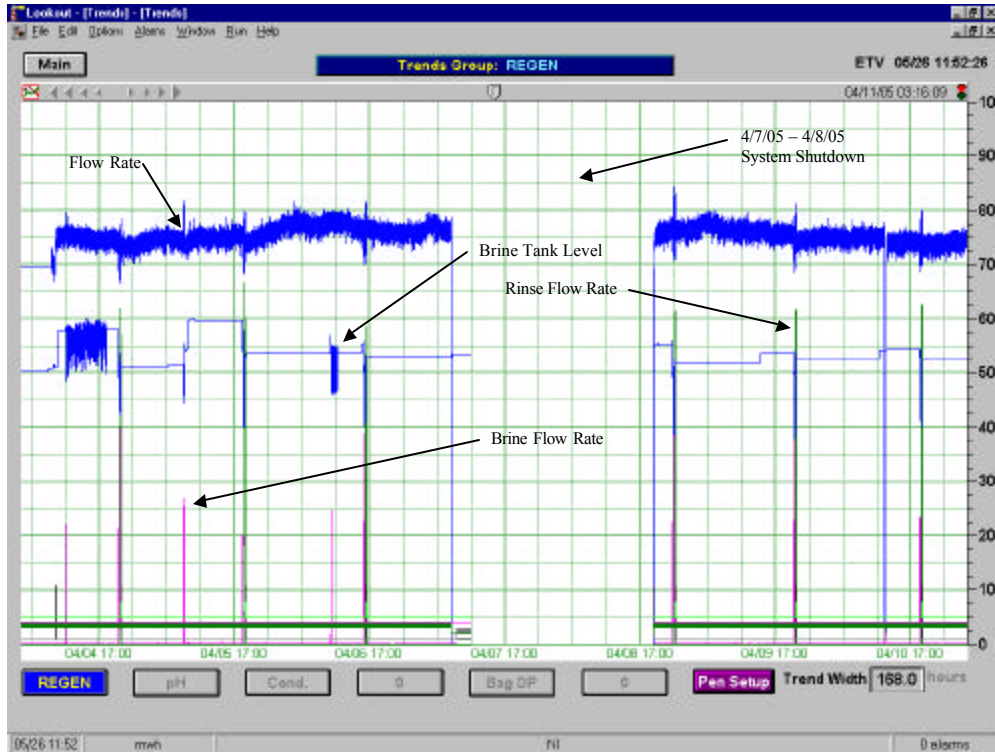 Lookout - [Trends] - [Trends]
File Edit Options Alarms Window Run Help
Main
Trends Group: REGEN
ETV 05/26 11:52:26
04/11/05 03:16:09
10
90
80
70
60
50
40
30
20
10
0
4/7/05 – 4/8/05
System Shutdown
Flow Rate
Brine Tank Level
Rinse Flow Rate
Brine Flow Rate
04/04 17:00 04/05 17:00 04/06 17:00 04/07 17:00 04/08 17:00 04/09 17:00 04/10 17:00
REGEN pH Cond. 0 Bag DP 0 Pen Setup Trend Width 168.0 hours
05/26 11:52 mwh NI 0 alarms